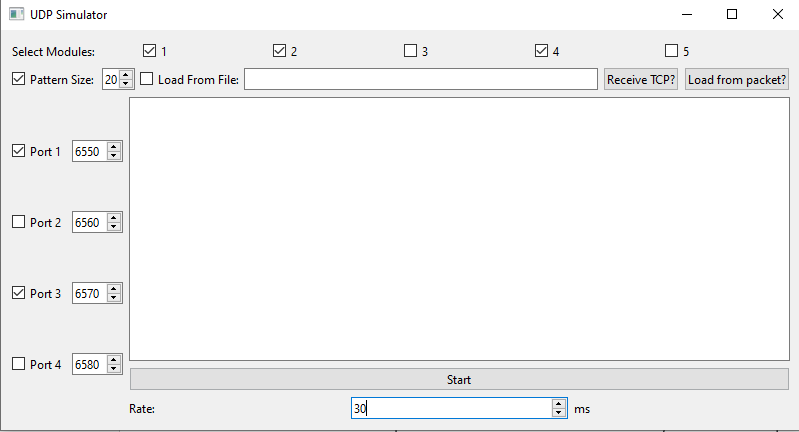 UDP Simulator
Select Modules: 1 2 3 4 5
Pattern Size: 20 Load From File: Receive TCP? Load from packet?
Port 1 6550
Port 2 6560
Port 3 6570
Port 4 6580
Start
Rate: 30 ms